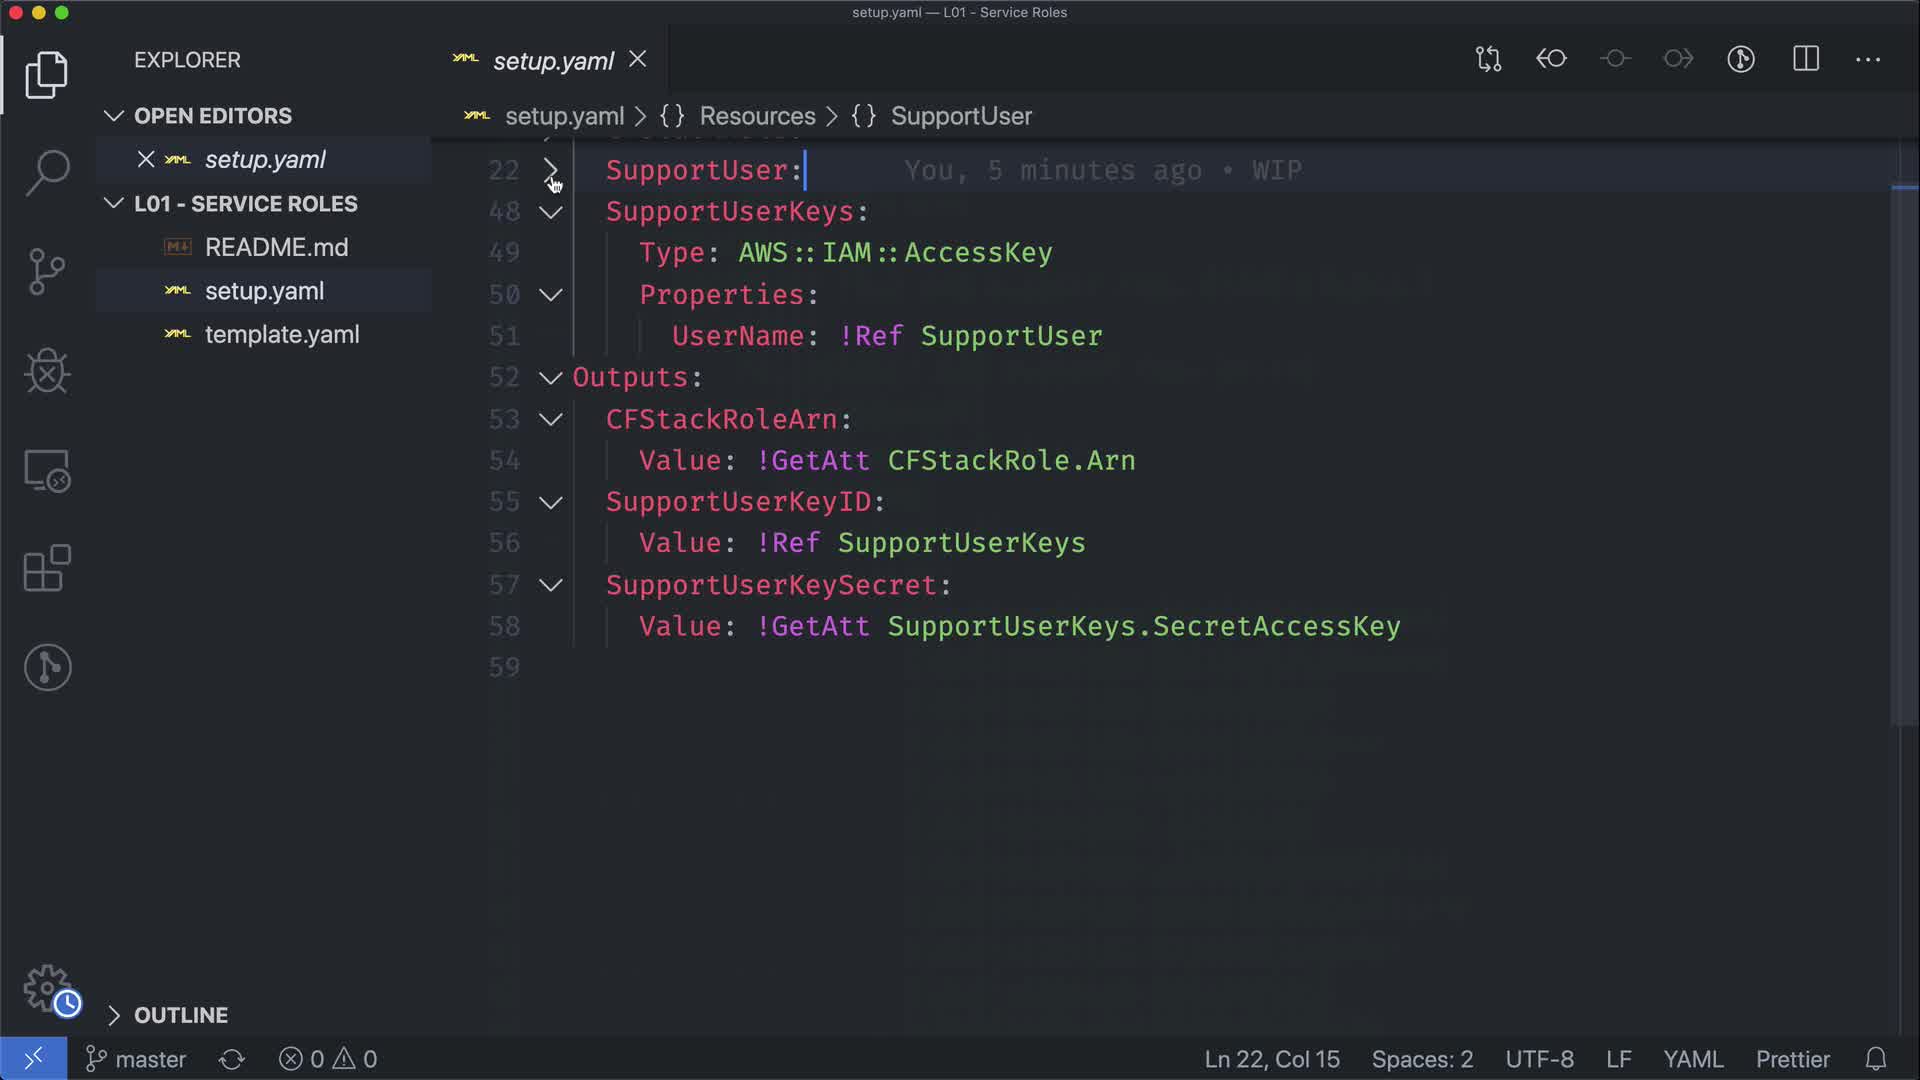 setup.yaml — L01 - Service Roles
EXPLORER
setup.yaml
OPEN EDITORS
setup.yaml
L01 - SERVICE ROLES
README.md
setup.yaml
template.yaml
OUTLINE
setup.yaml > {} Resources > {} SupportUser
22 SupportUser: You, 5 minutes ago • WIP
48 SupportUserKeys:
49 Type: AWS::IAM::AccessKey
50 Properties:
51 UserName: !Ref SupportUser
52 Outputs:
53 CFStackRoleArn:
54 Value: !GetAtt CFStackRole.Arn
55 SupportUserKeyID:
56 Value: !Ref SupportUserKeys
57 SupportUserKeySecret:
58 Value: !GetAtt SupportUserKeys.SecretAccessKey
59
master 0 0 Ln 22, Col 15 Spaces: 2 UTF-8 LF YAML Prettier